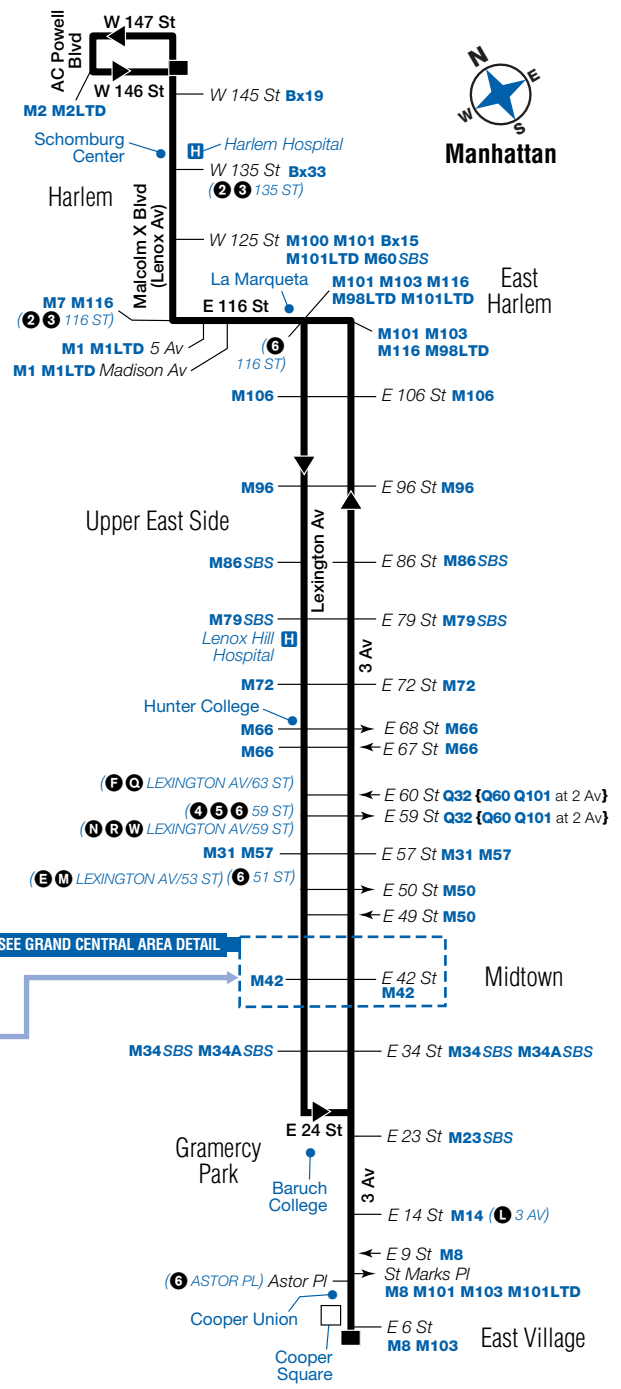 W 147 St
AC Powell
Blvd
W 146 St
M2 M2LTD
N
E
W
S
Manhattan
W 145 St Bx19
Schomburg
Center
H Harlem Hospital
W 135 St Bx33
(2 3 135 ST)
Harlem
Malcolm X Blvd
(Lenox Av)
W 125 St M100 M101 Bx15
M101LTD M60SBS
La Marqueta
M101 M103 M116
M98LTD M101LTD
East
Harlem
E 116 St
M7 M116
(2 3 116 ST)
(6
116 ST)
M101 M103
M116 M98LTD
M1 M1LTD 5 Av
M1 M1LTD Madison Av
M106
E 106 St M106
M96
E 96 St M96
Upper East Side
Lexington Av
M86SBS
E 86 St M86SBS
M79SBS
E 79 St M79SBS
Lenox Hill H
Hospital
3 Av
M72
E 72 St M72
Hunter College
M66
E 68 St M66
M66
E 67 St M66
(F Q LEXINGTON AV/63 ST)
E 60 St Q32 {Q60 Q101 at 2 Av}
(4 5 6 59 ST)
E 59 St Q32 {Q60 Q101 at 2 Av}
(N R W LEXINGTON AV/59 ST)
M31 M57
E 57 St M31 M57
(E M LEXINGTON AV/53 ST) (6 51 ST)
E 50 St M50
E 49 St M50
SEE GRAND CENTRAL AREA DETAIL
M42
E 42 St
M42
Midtown
M34SBS M34ASBS
E 34 St M34SBS M34ASBS
E 24 St
E 23 St M23SBS
Gramercy
Park
Baruch
College
3 Av
E 14 St M14 (L 3 AV)
E 9 St M8
St Marks Pl
M8 M101 M103 M101LTD
(6 ASTOR PL) Astor Pl
Cooper Union
E 6 St
M8 M103
East Village
Cooper
Square